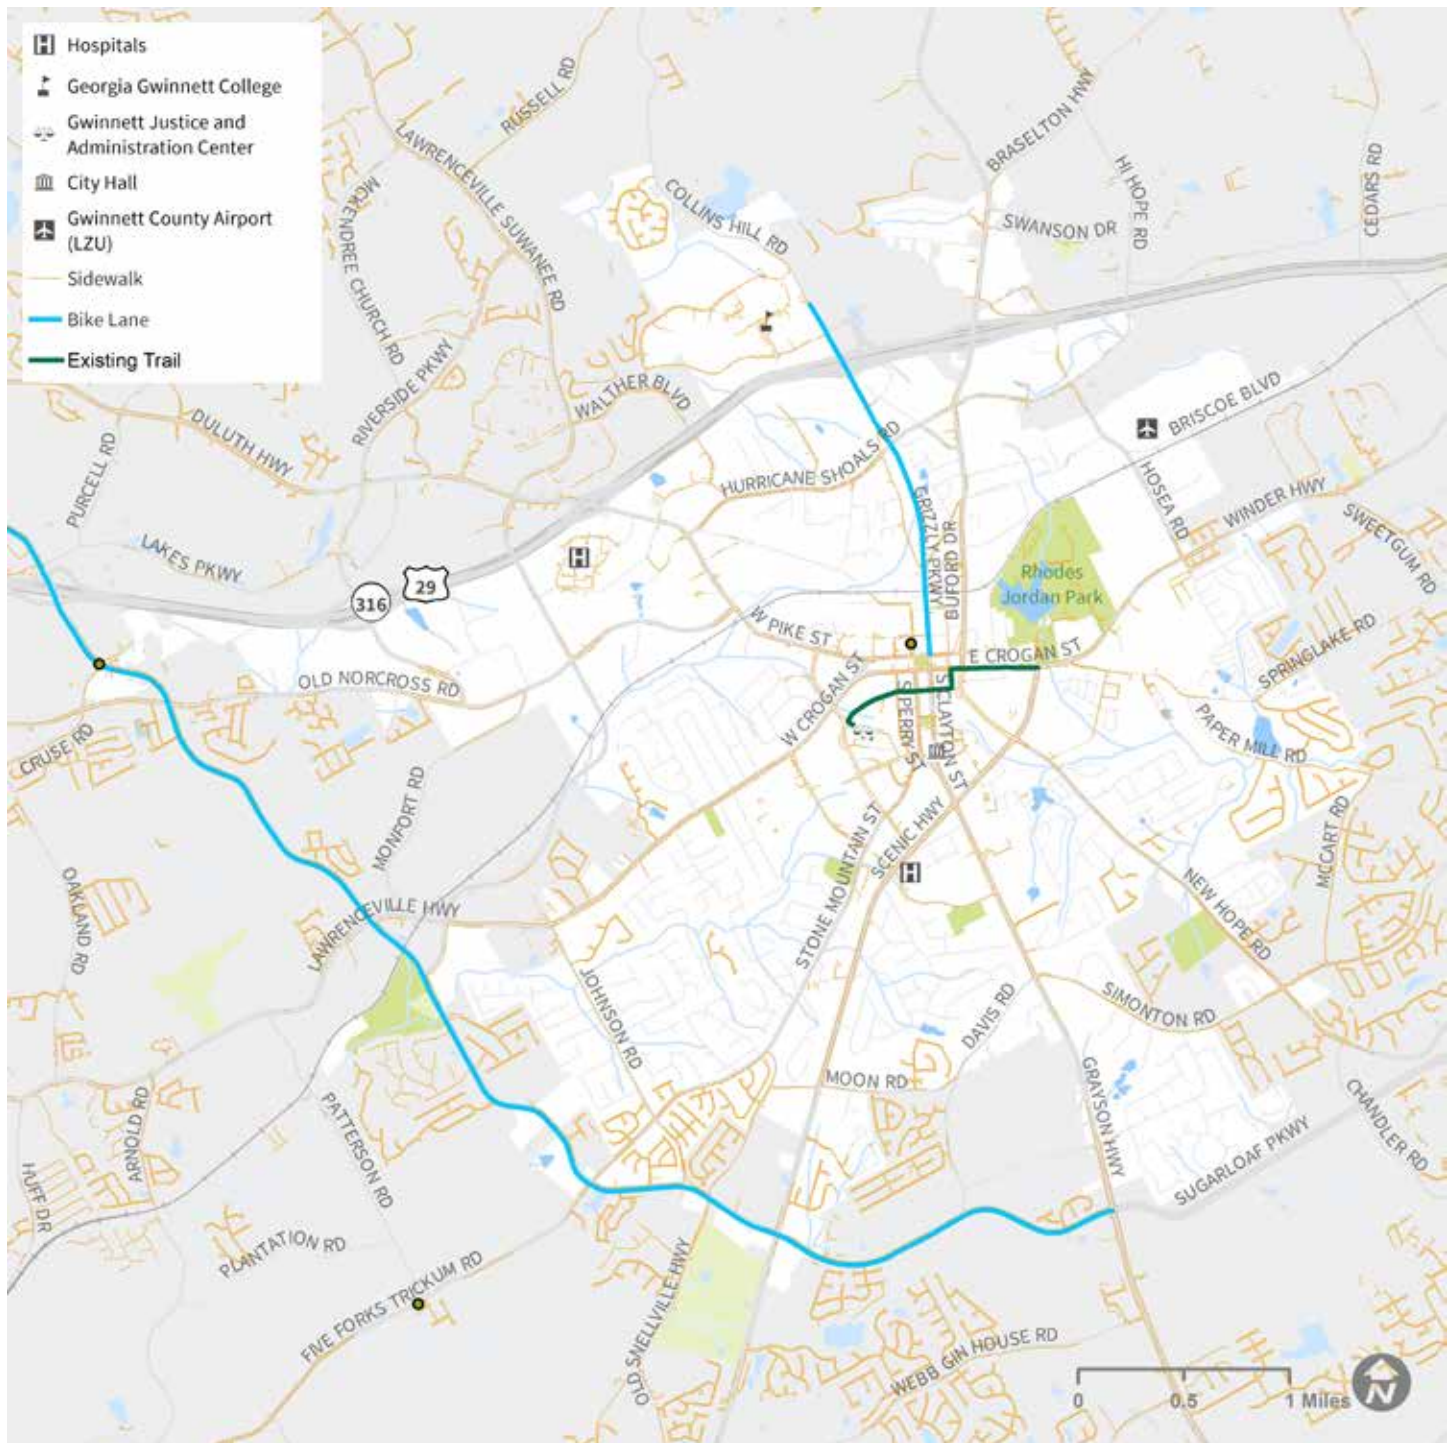 Hospitals
Georgia Gwinnett College
Gwinnett Justice and
Administration Center
City Hall
Gwinnett County Airport
(LZU)
Sidewalk
Bike Lane
Existing Trail
RUSSELL RD
LAWRENCEVILLE SUWANEE RD
MCKENDREE CHURCH RD
COLLINS HILL RD
BRASELTON HWY
HI HOPE RD
CEDARS RD
SWANSON DR
RIVERSIDE PKWY
WALTHER BLVD
DULUTH HWY
PURCELL RD
LAKES PKWY
HURRICANE SHOALS RD
BRISCOE BLVD
HOSEA RD
WINDER HWY
SWEETGUM RD
GRIZZLY PKWY
BUFORD DR
H
29
316
Rhodes
Jordan Park
W PIKE ST
E CROGAN ST
SPRINGLAKE RD
OLD NORCROSS RD
W CROGAN ST
S PERRY ST
S CLAYTON ST
PAPER MILL RD
CRUSE RD
MONFORT RD
MCCART RD
OAKLAND RD
STONE MOUNTAIN ST
SCENIC HWY
H
NEW HOPE RD
LAWRENCEVILLE HWY
JOHNSON RD
DAVIS RD
SIMONTON RD
MOON RD
GRAYSON HWY
CHANDLER RD
ARNOLD RD
PATTERSON RD
HUFF DR
SUGARLOAF PKWY
PLANTATION RD
FIVE FORKS TRICKUM RD
OLD SNELLVILLE HWY
WEBB GIN HOUSE RD
0 0.5 1 Miles
N